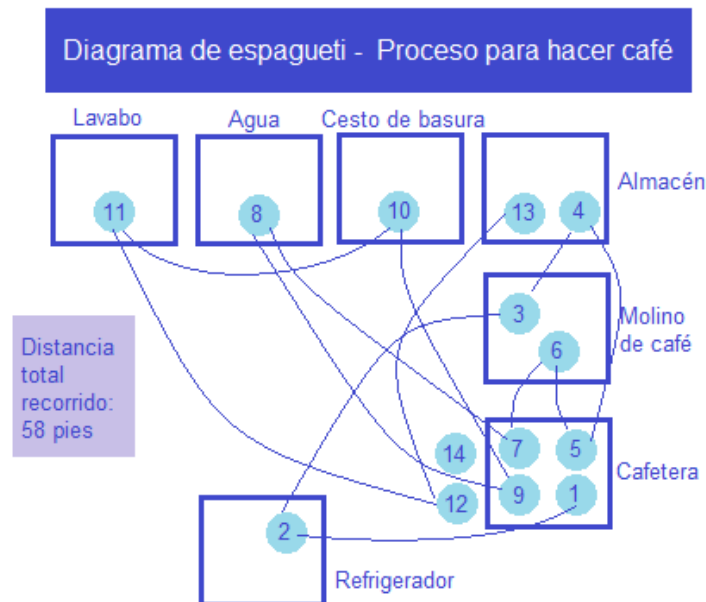 Diagrama de espagueti - Proceso para hacer café
Lavabo
Agua
Cesto de basura
Almacén
11
8
10
13
4
3
Molino
de café
6
Distancia
total
recorrido:
58 pies
14
7
5
Cafetera
12
9
1
2
Refrigerador